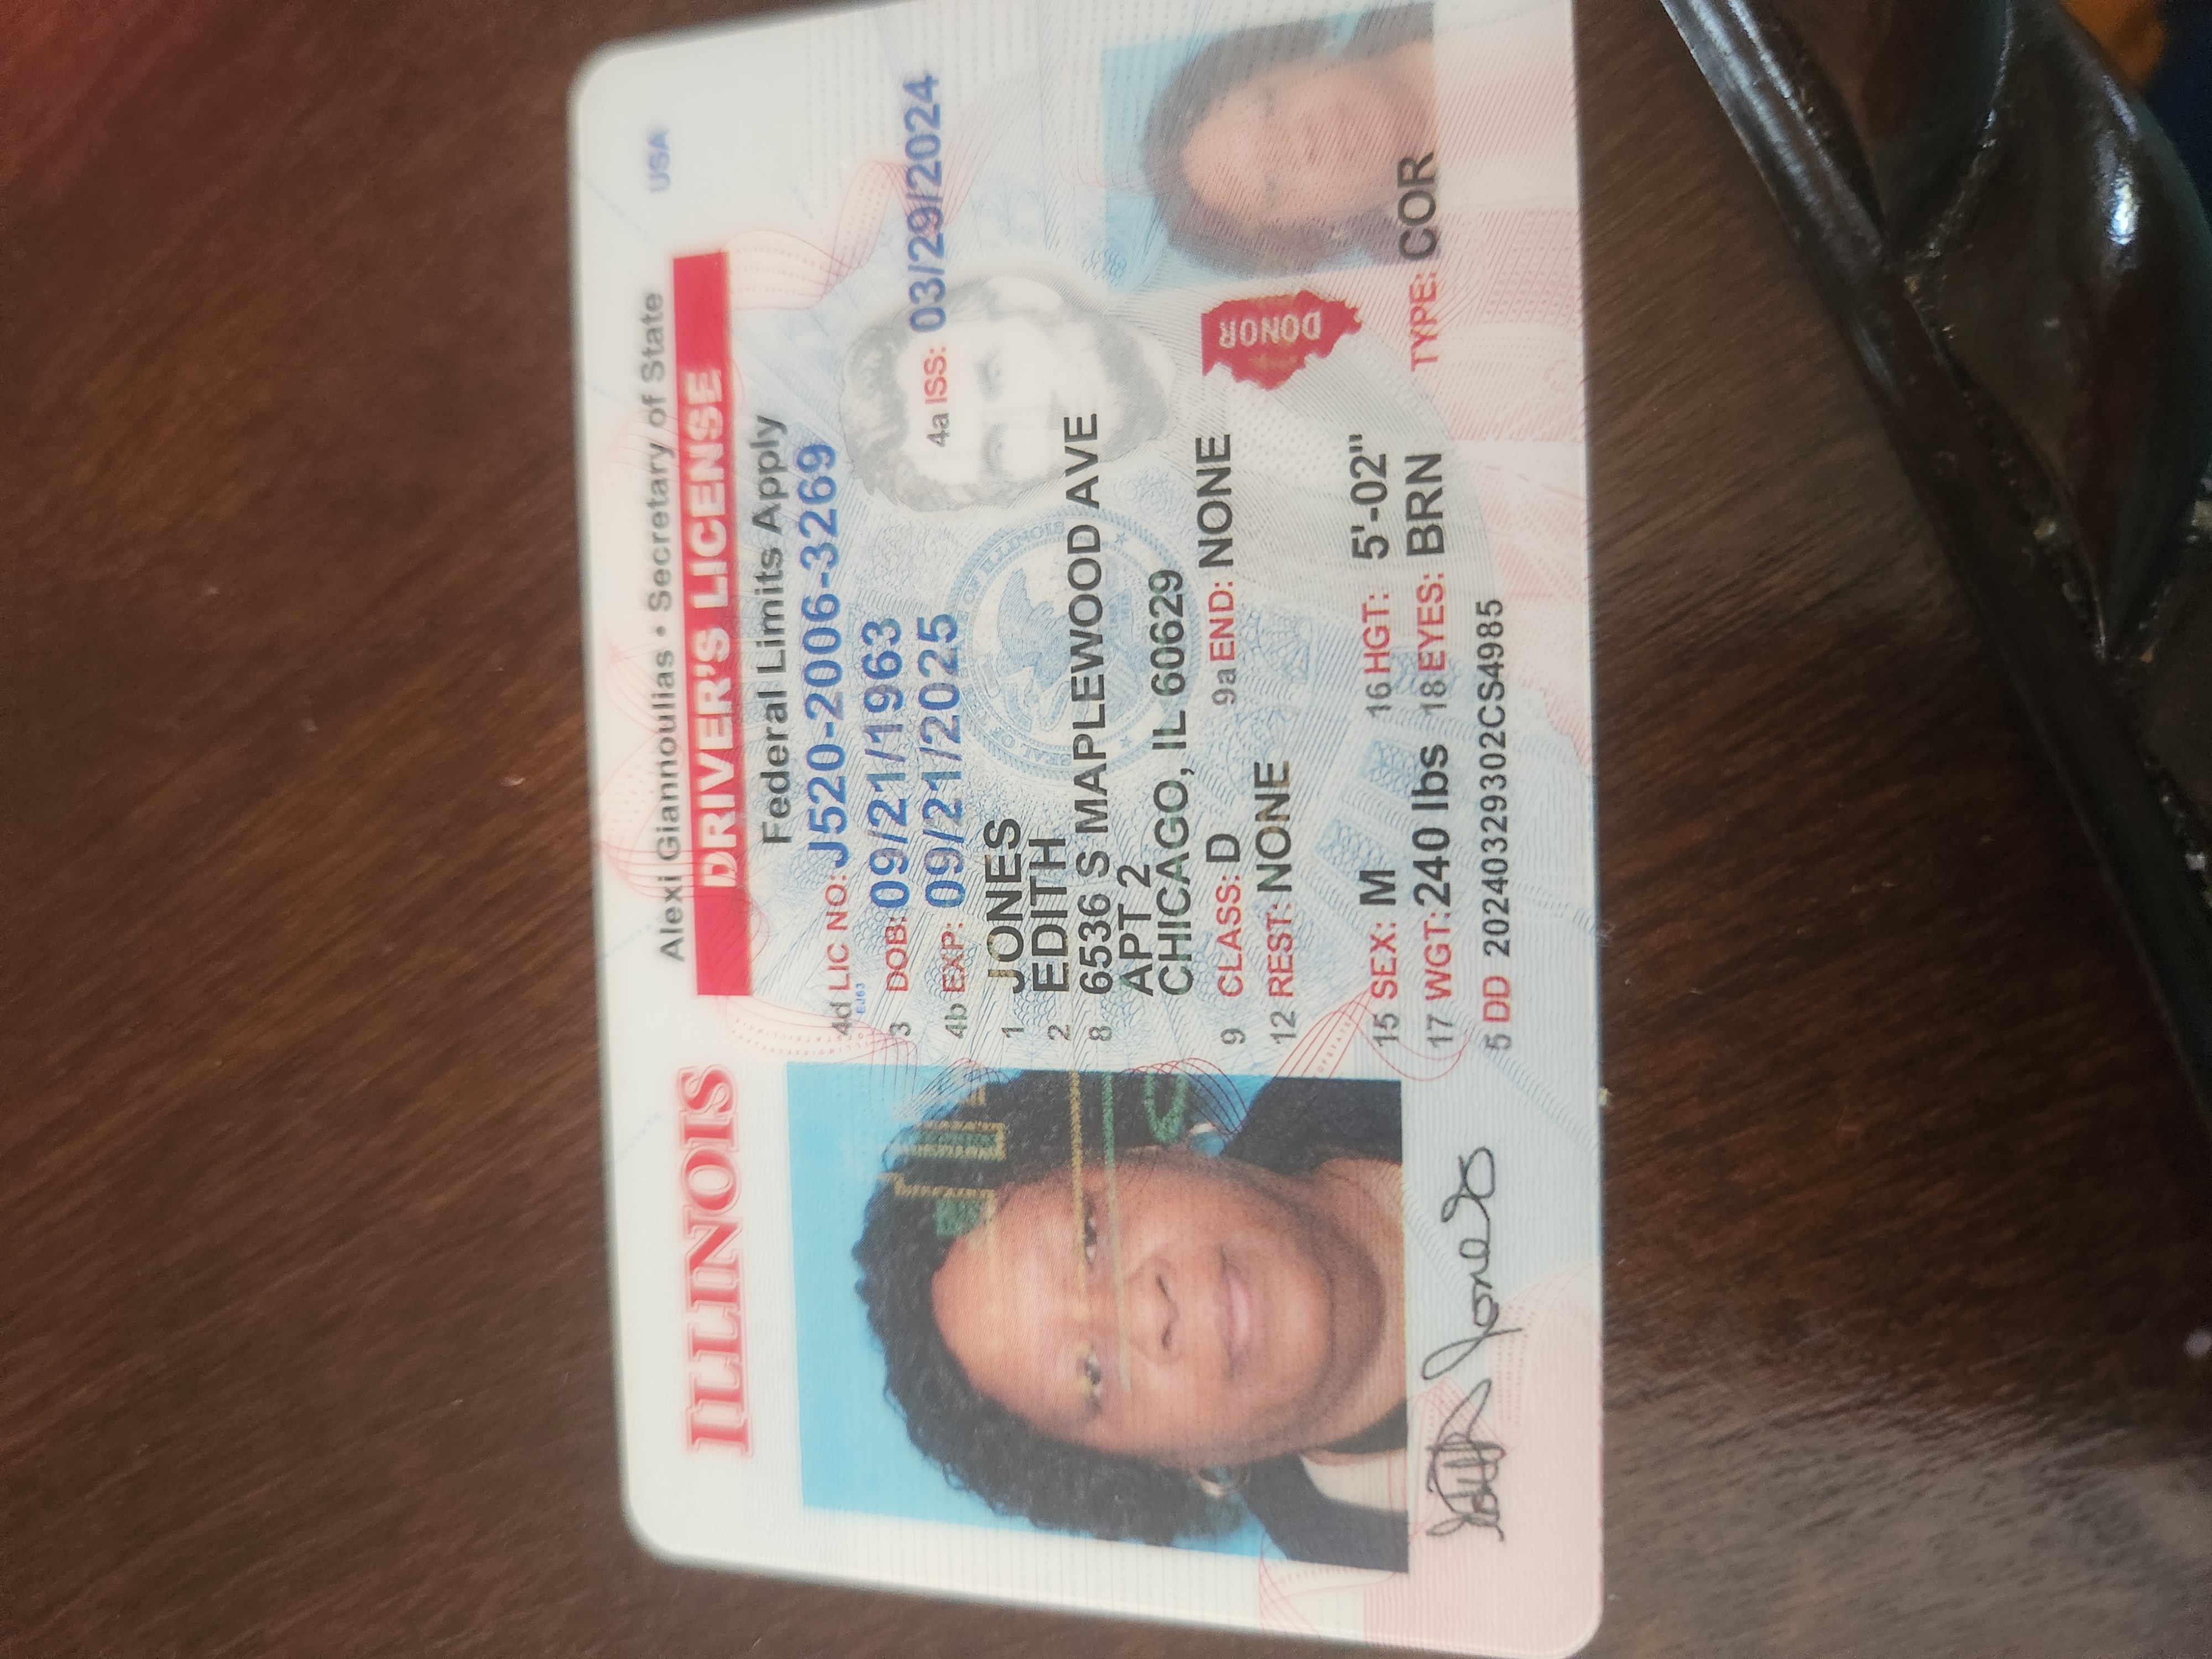 Alexi Giannoulias • Secretary of State
USA
ILLINOIS
DRIVER'S LICENSE
Federal Limits Apply
4d LIC NO: J520-2006-3269
EJ63
3 DOB: 09/21/1963
4b EXP: 09/21/2025
4a ISS: 03/29/2024
1 JONES
2 EDITH
8 6536 S MAPLEWOOD AVE
APT 2
CHICAGO, IL 60629
9 CLASS: D
9a END: NONE
12 REST: NONE
DONOR
15 SEX: M
16 HGT: 5'-02"
17 WGT: 240 lbs
18 EYES: BRN
TYPE: COR
5 DD 20240329302CS4985
Edith Jones